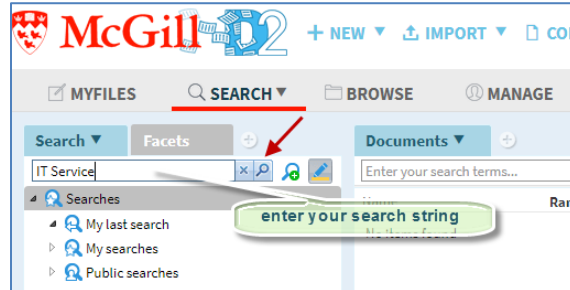 McGill D2 + NEW ▼ IMPORT ▼
MYFILES SEARCH ▼ BROWSE MANAGE
Search ▼ Facets Documents ▼
IT Service Enter your search terms...
Searches
My last search enter your search string
No items found
My searches
Public searches